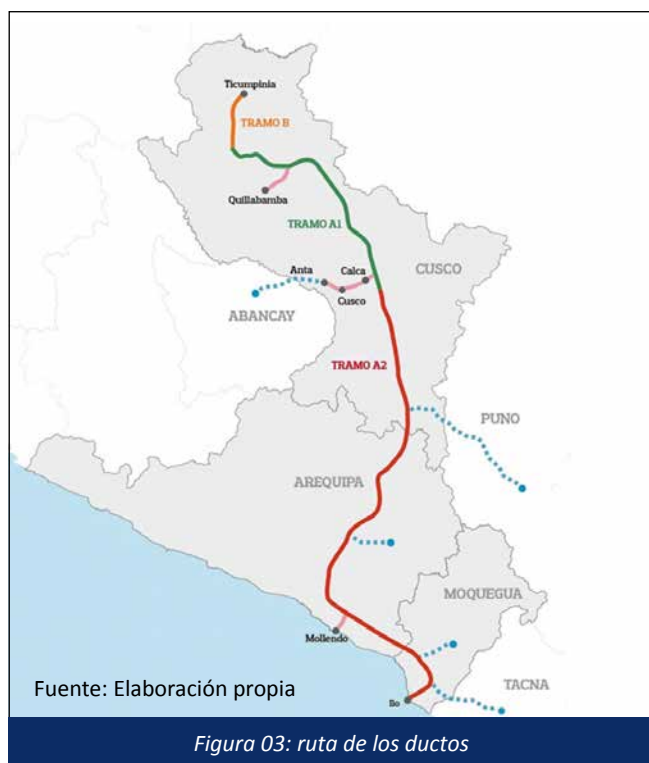 Ticumpinia
TRAMO B
Quillabamba
TRAMO A1
Anta
Calca
Cusco
CUSCO
ABANCAY
TRAMO A2
PUNO
AREQUIPA
MOQUEGUA
Mollendo
Ilo
TACNA
Fuente: Elaboración propia
Figura 03: ruta de los ductos